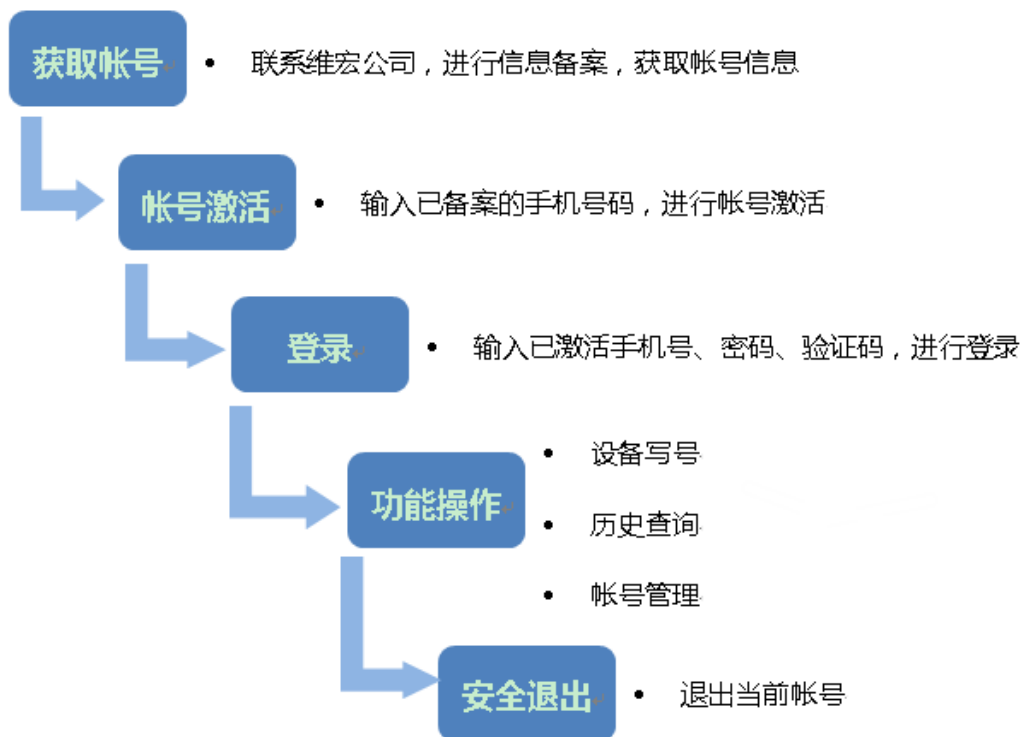 获取帐号
• 联系维宏公司，进行信息备案，获取帐号信息
帐号激活
• 输入已备案的手机号码，进行帐号激活
登录
• 输入已激活手机号、密码、验证码，进行登录
功能操作
• 设备写号
• 历史查询
• 帐号管理
安全退出
• 退出当前帐号